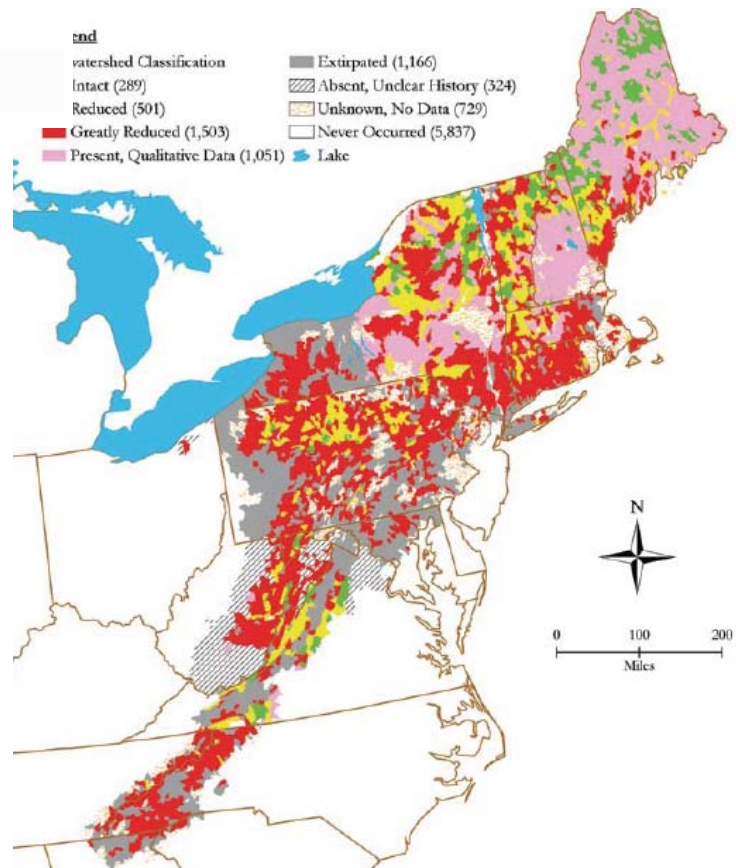 end
atershed Classification
Intact (289)
Reduced (501)
Greatly Reduced (1,503)
Present, Qualitative Data (1,051)
Extirpated (1,166)
Absent, Unclear History (324)
Unknown, No Data (729)
Never Occurred (5,837)
Lake
N
0 100 200
Miles